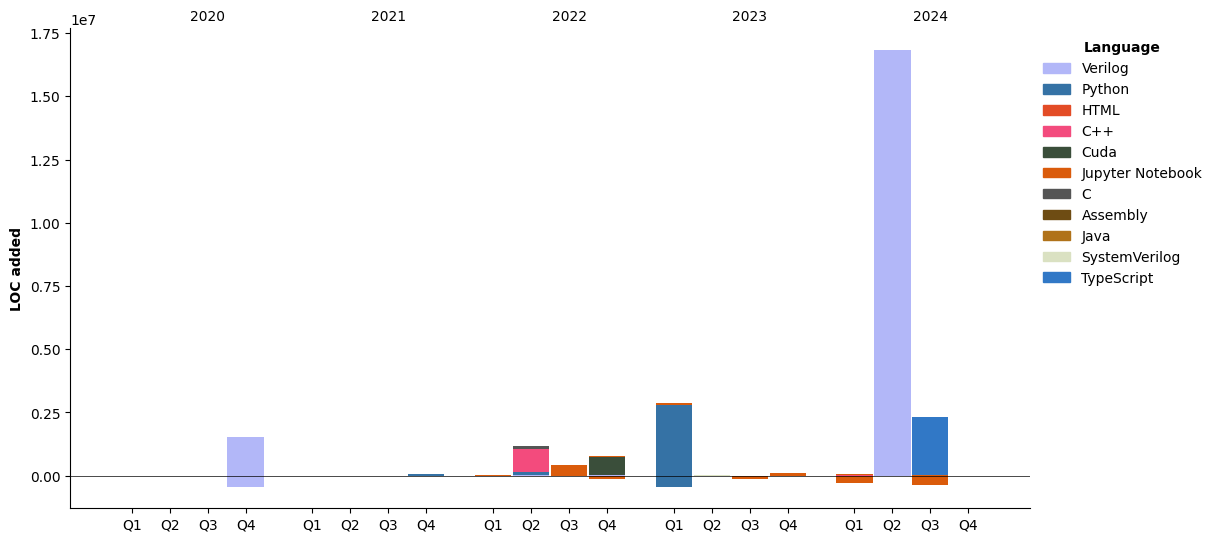 2020 2021 2022 2023 2024
1e7
1.75
1.50
1.25
1.00
0.75
0.50
0.25
0.00
LOC added
Q1 Q2 Q3 Q4 Q1 Q2 Q3 Q4 Q1 Q2 Q3 Q4 Q1 Q2 Q3 Q4 Q1 Q2 Q3 Q4
Language
Verilog
Python
HTML
C++
Cuda
Jupyter Notebook
C
Assembly
Java
SystemVerilog
TypeScript